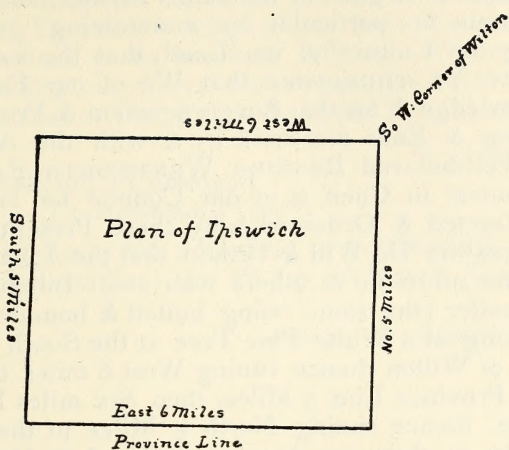 So W: Corner of Wilton
West 6 Miles
Plan of Ipswich
South 5 Miles
No. 5 Miles
East 6 Miles
Province Line